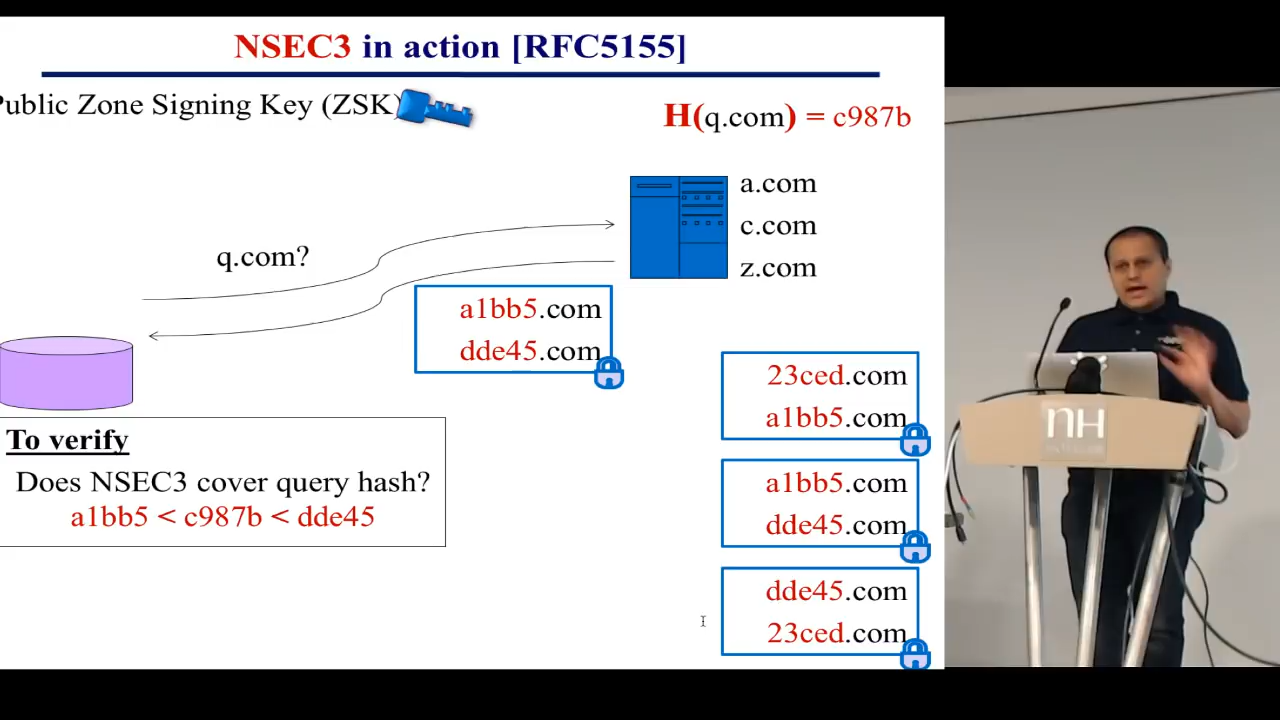 NSEC3 in action [RFC5155]
Public Zone Signing Key (ZSK)
H(q.com) = c987b
a.com
c.com
z.com
q.com?
a1bb5.com
dde45.com
23ced.com
a1bb5.com
To verify
Does NSEC3 cover query hash?
a1bb5 < c987b < dde45
a1bb5.com
dde45.com
dde45.com
23ced.com
nH